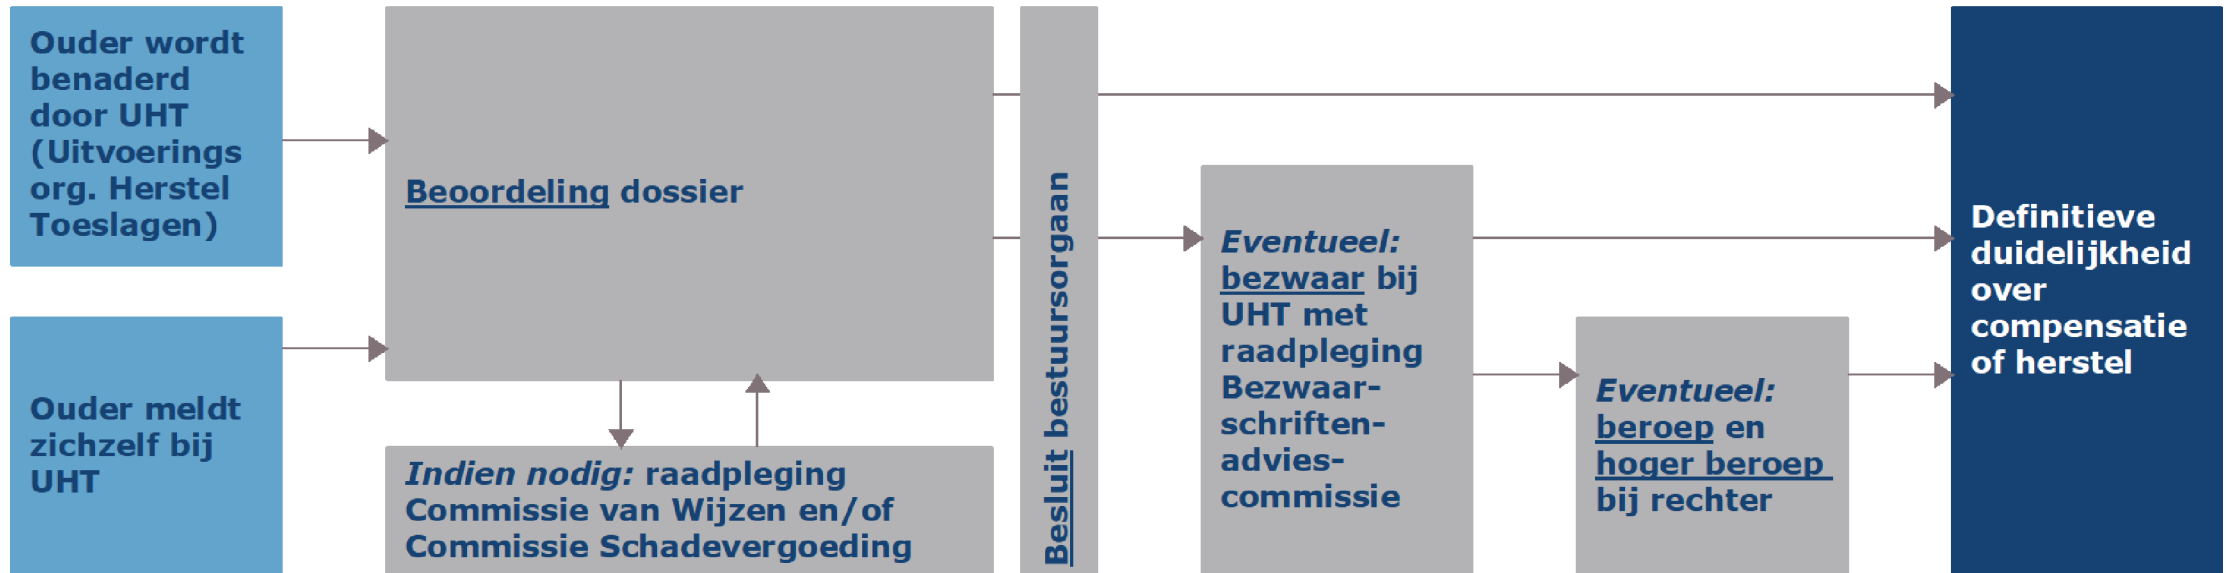 Ouder wordt
benaderd
door UHT
(Uitvoerings
org. Herstel
Toeslagen)
Ouder meldt
zichzelf bij
UHT
Beoordeling dossier
Indien nodig: raadpleging
Commissie van Wijzen en/of
Commissie Schadevergoeding
Besluit bestuursorgaan
Eventueel:
bezwaar bij
UHT met
raadpleging
Bezwaar-
schriften-
advies-
commissie
Eventueel:
beroep en
hoger beroep
bij rechter
Definitieve
duidelijkheid
over
compensatie
of herstel